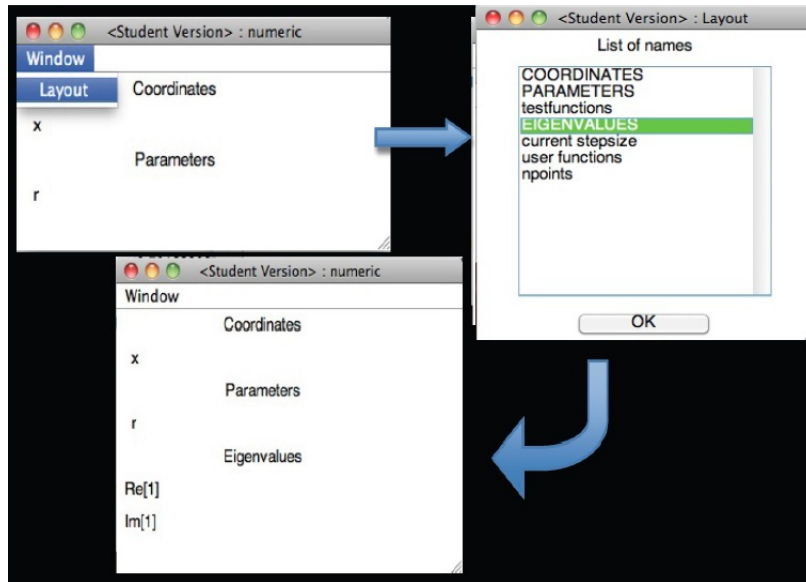 <Student Version> : numeric
Window
Layout
Coordinates
x
Parameters
r
<Student Version> : Layout
List of names
COORDINATES
PARAMETERS
testfunctions
EIGENVALUES
current stepsize
user functions
npoints
OK
<Student Version> : numeric
Window
Coordinates
x
Parameters
r
Eigenvalues
Re[1]
Im[1]